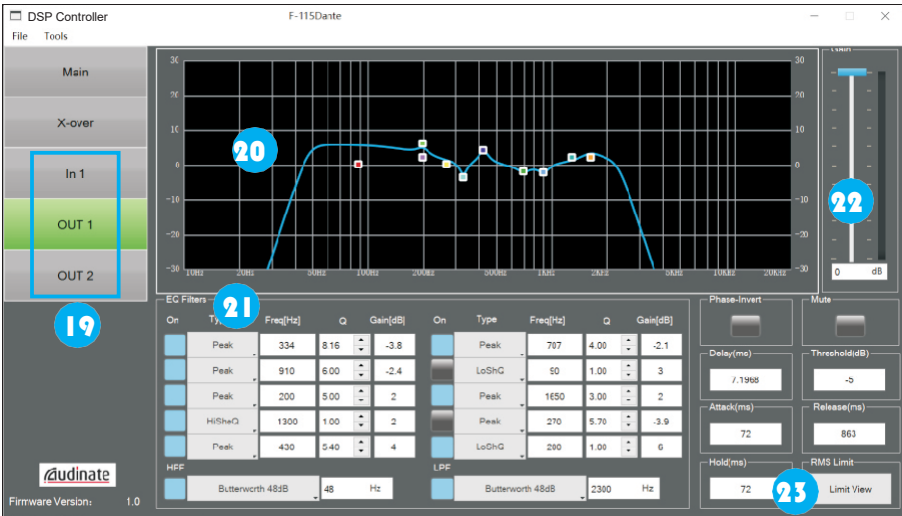 DSP Controller F-115Dante
File Tools
Main
X-over
In 1
OUT 1
OUT 2
19
Audinate
Firmware Version: 1.0
30 30
20 20
10 10
0 0
-10 -10
-20 -20
-30 -30
10Hz 20Hz 50Hz 100Hz 200Hz 500Hz 1KHz 2KHz 5KHz 10KHz 20KHz
20
Gain
22
0 dB
EQ Filters
21
On Type Freq[Hz] Q Gain[dB] On Type Freq[Hz] Q Gain[dB]
Peak 334 8.16 -3.8 Peak 707 4.00 -2.1
Peak 910 6.00 -2.4 LoShQ 90 1.00 3
Peak 200 5.00 2 Peak 1650 3.00 2
HiSheQ 1300 1.00 2 Peak 270 5.70 -3.9
Peak 430 5.40 4 LoShQ 200 1.00 6
HPF LPF
Butterworth 48dB 48 Hz Butterworth 48dB 2300 Hz
Phase-Invert Mute
Delay(ms) Threshold(dB)
7.1968 -5
Attack(ms) Release(ms)
72 863
Hold(ms) RMS Limit
72 Limit View
23